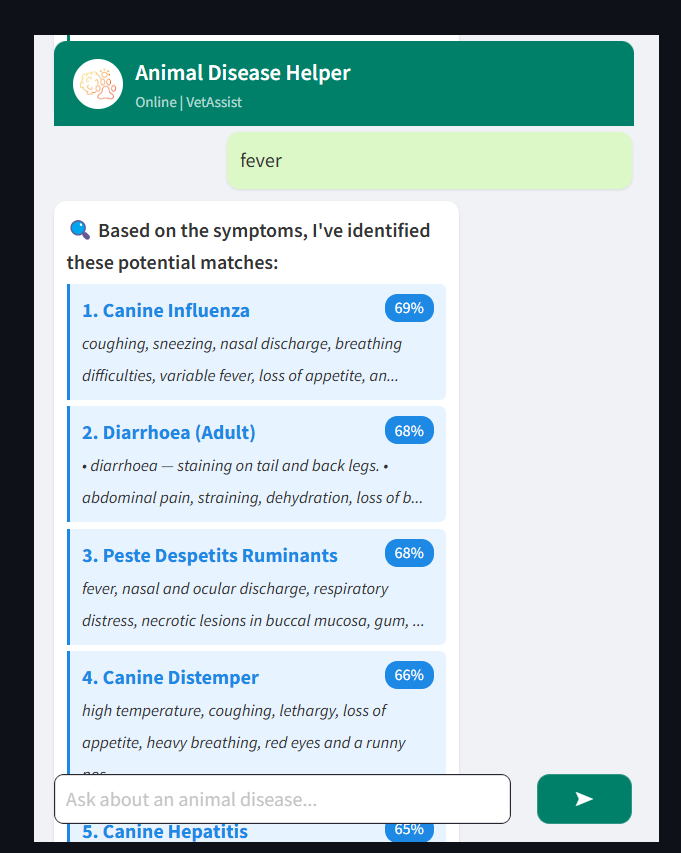 Animal Disease Helper
Online | VetAssist
fever
Based on the symptoms, I've identified
these potential matches:
1. Canine Influenza 69%
coughing, sneezing, nasal discharge, breathing
difficulties, variable fever, loss of appetite, an...
2. Diarrhoea (Adult) 68%
• diarrhoea — staining on tail and back legs. •
abdominal pain, straining, dehydration, loss of b...
3. Peste Despetits Ruminants 68%
fever, nasal and ocular discharge, respiratory
distress, necrotic lesions in buccal mucosa, gum, ...
4. Canine Distemper 66%
high temperature, coughing, lethargy, loss of
appetite, heavy breathing, red eyes and a runny
Ask about an animal disease...
5. Canine Hepatitis 65%